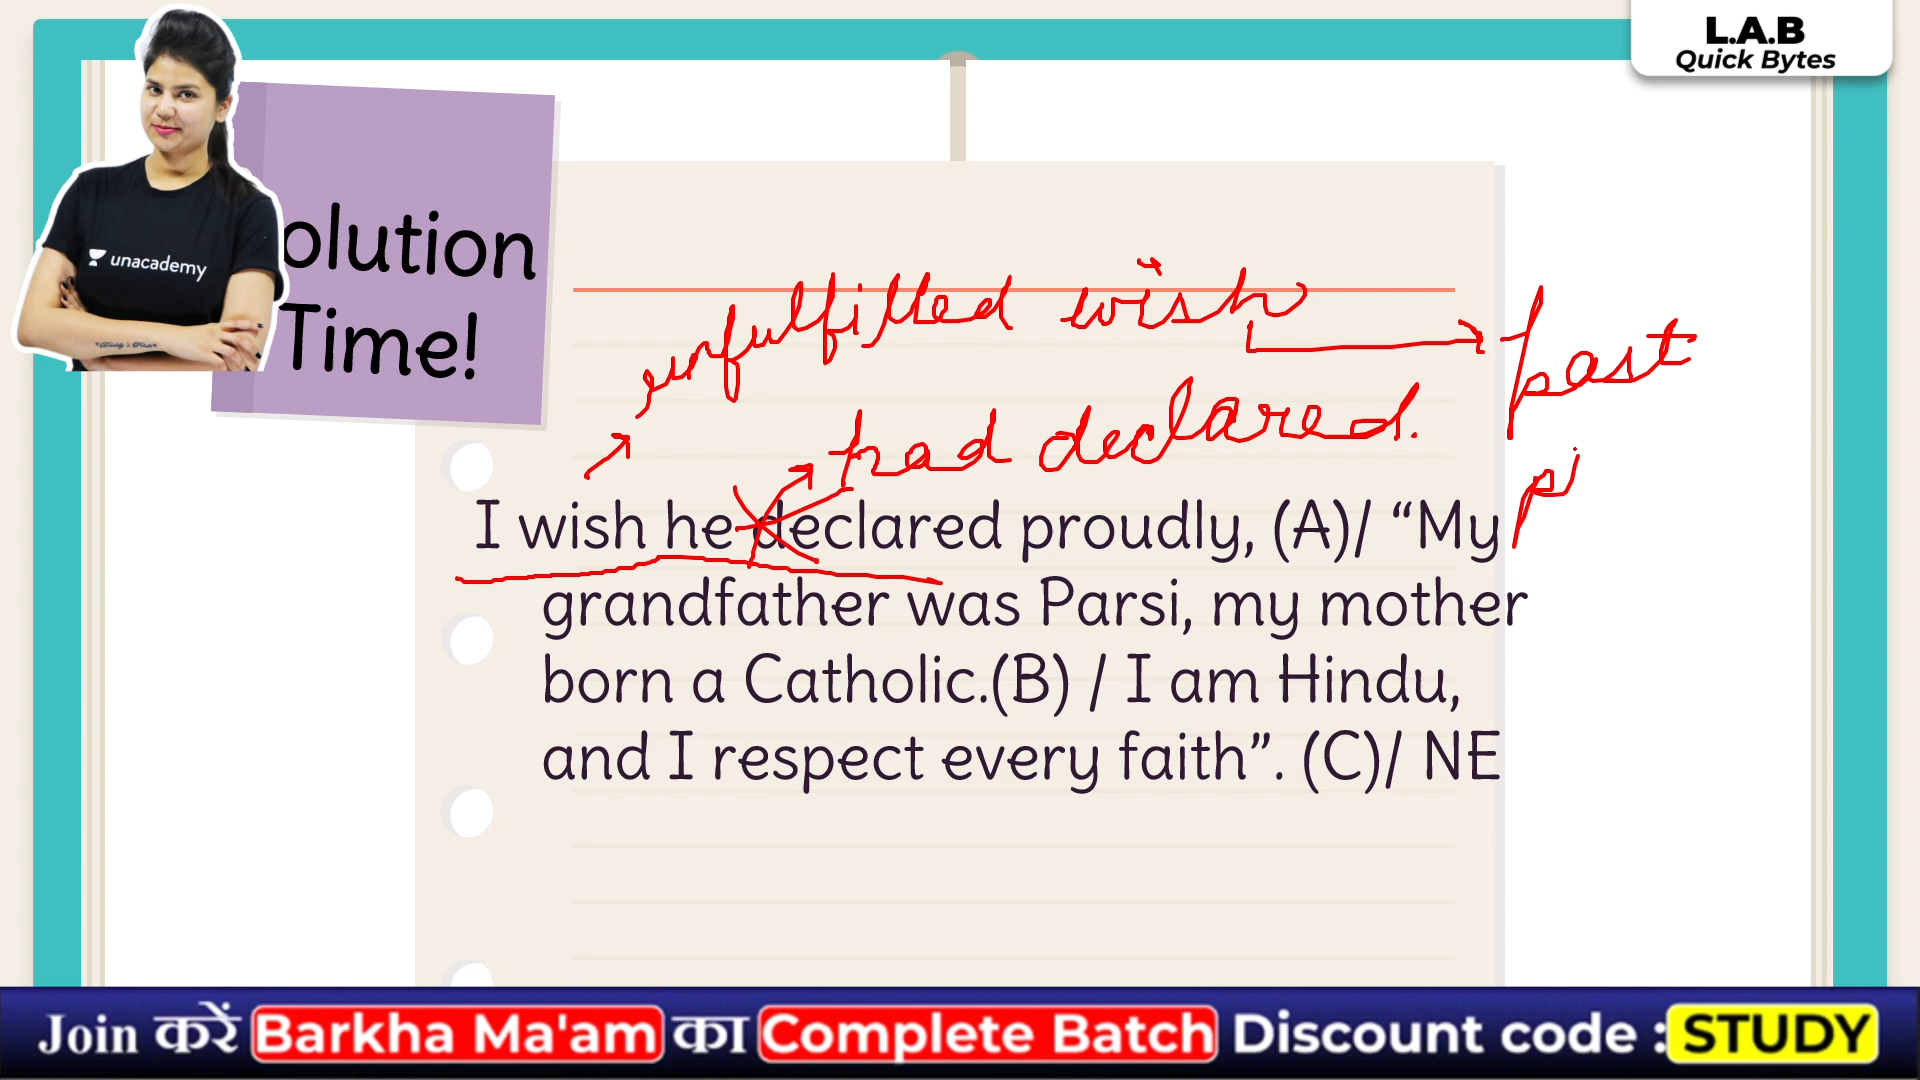 L.A.B
Quick Bytes
unacademy
olution
Time!
unfulfilled wish
past
had declared.
I wish he declared proudly, (A)/ “My
grandfather was Parsi, my mother
born a Catholic.(B) / I am Hindu,
and I respect every faith”. (C)/ NE
Join करें Barkha Ma'am का Complete Batch Discount code : STUDY